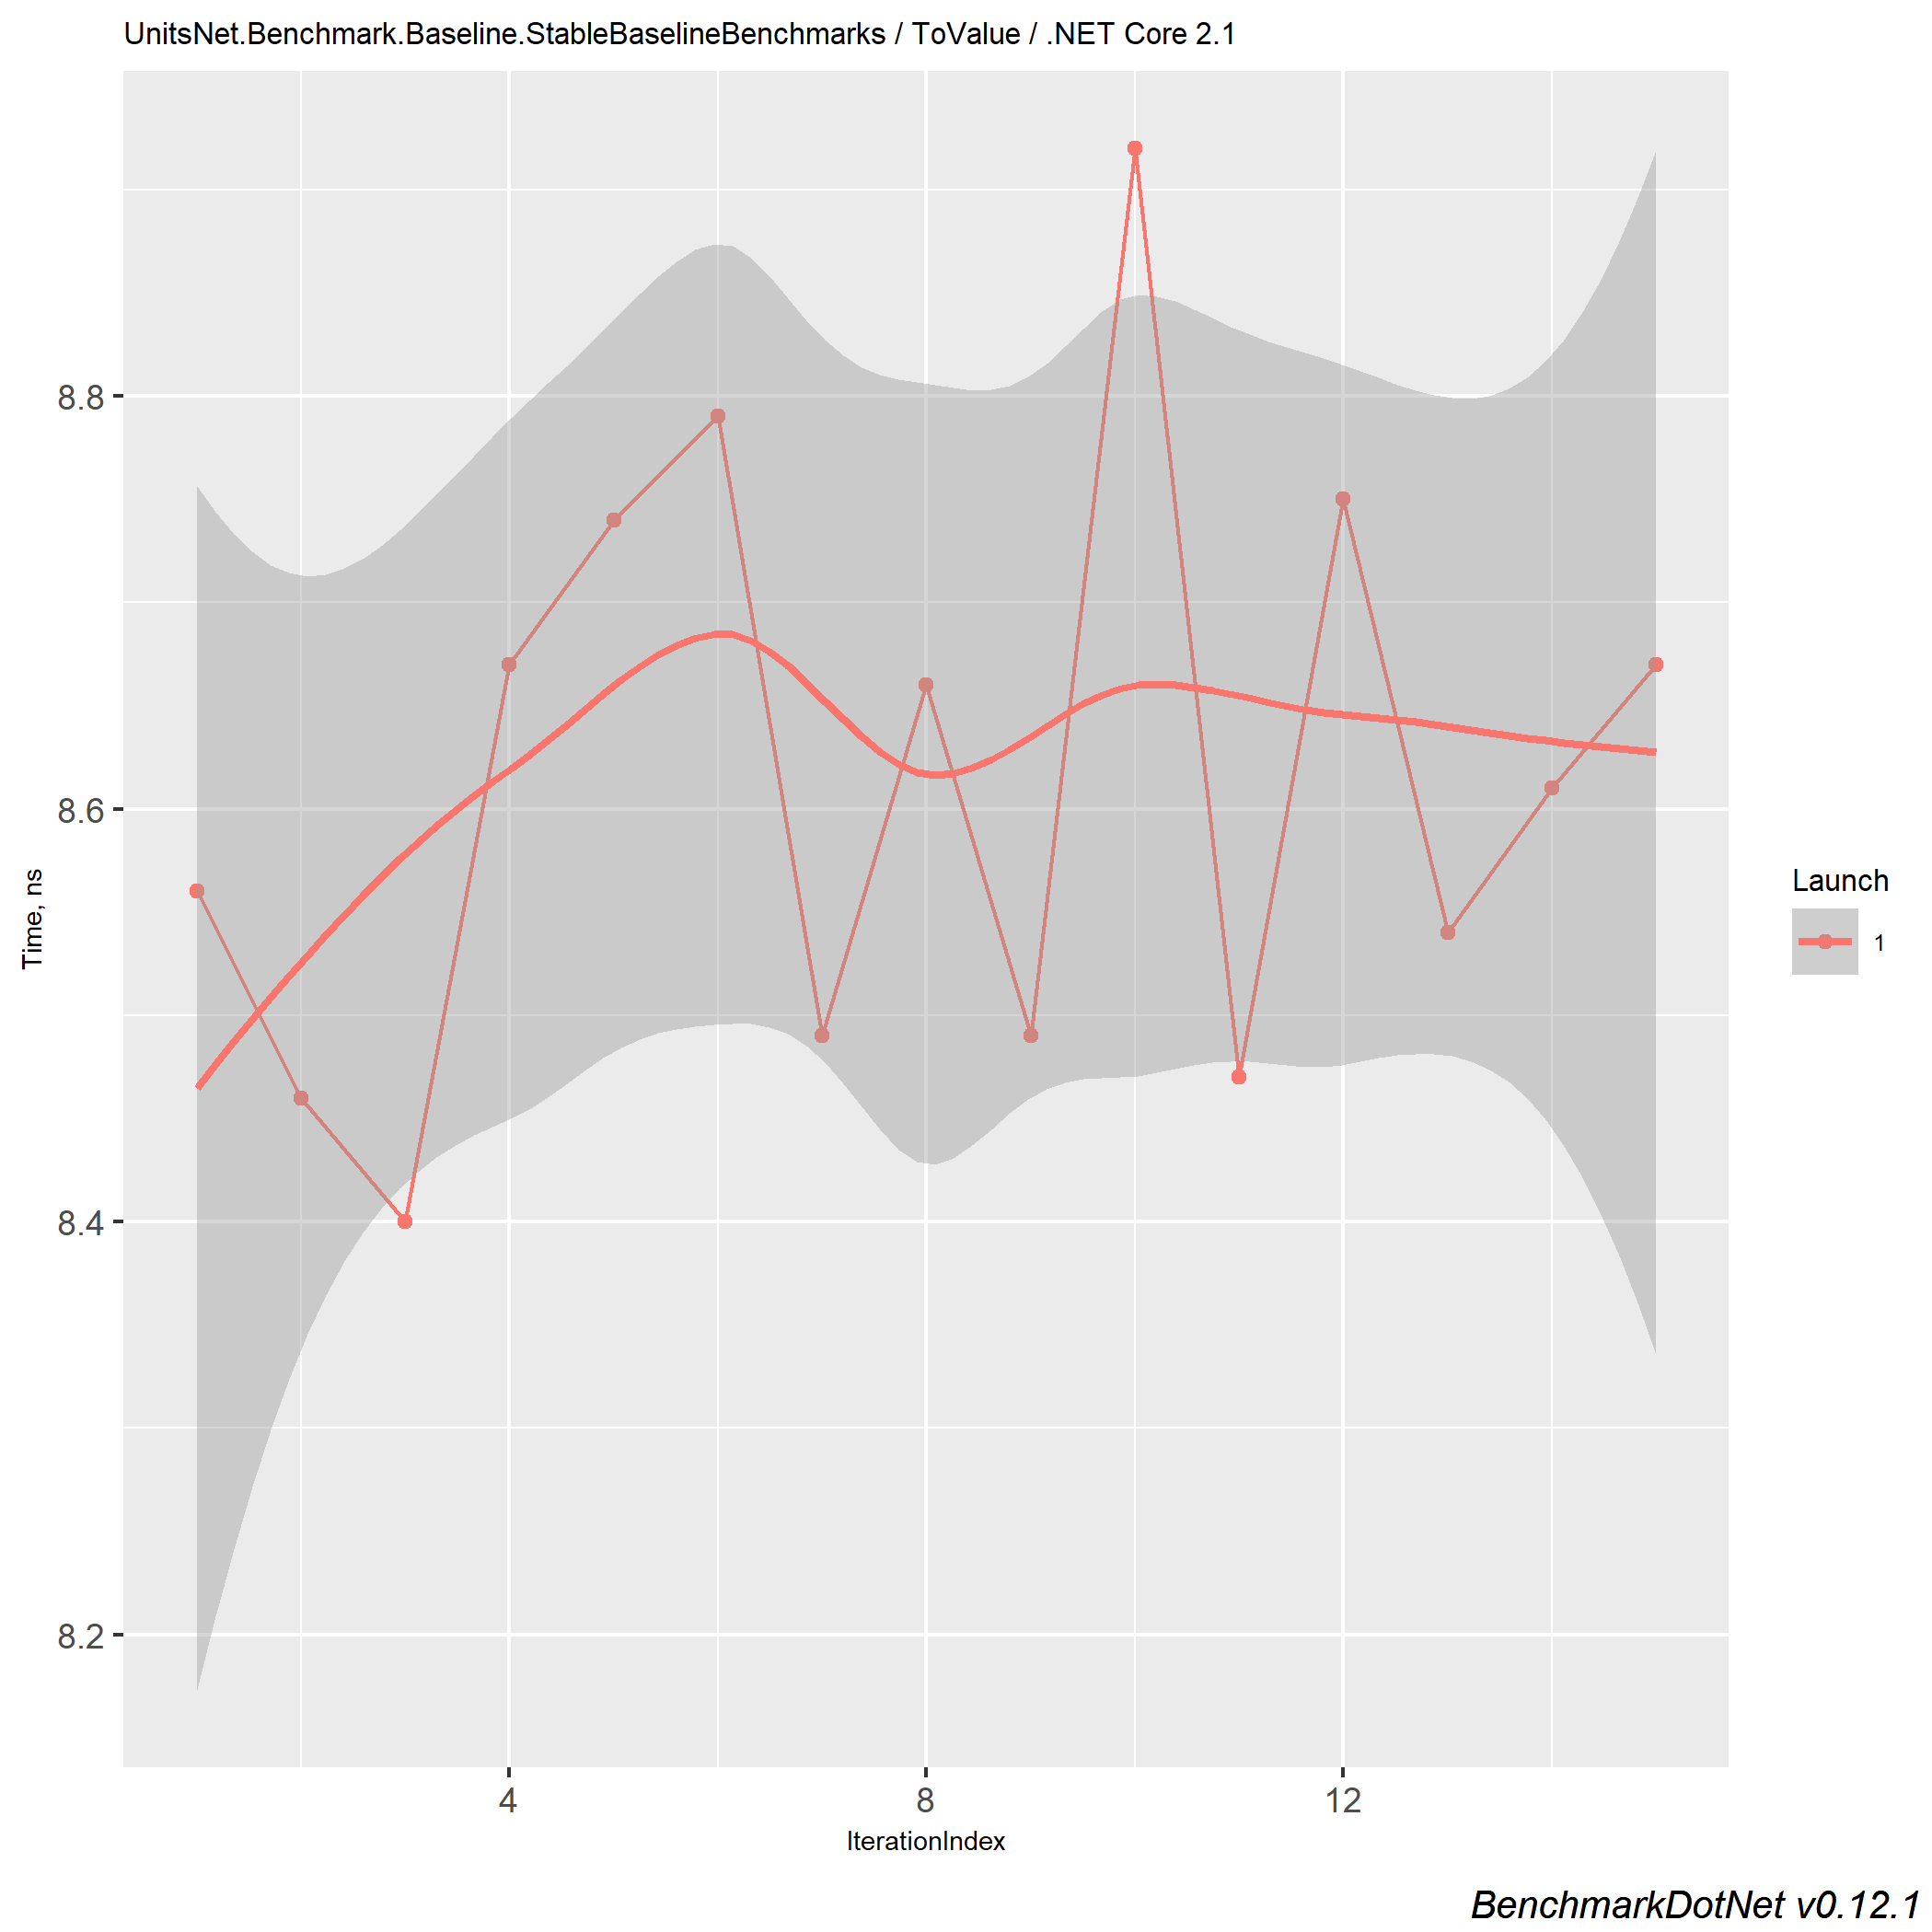 UnitsNet.Benchmark.Baseline.StableBaselineBenchmarks / ToValue / .NET Core 2.1
8.8
8.6
8.4
8.2
Time, ns
4
8
12
IterationIndex
Launch
1
BenchmarkDotNet v0.12.1